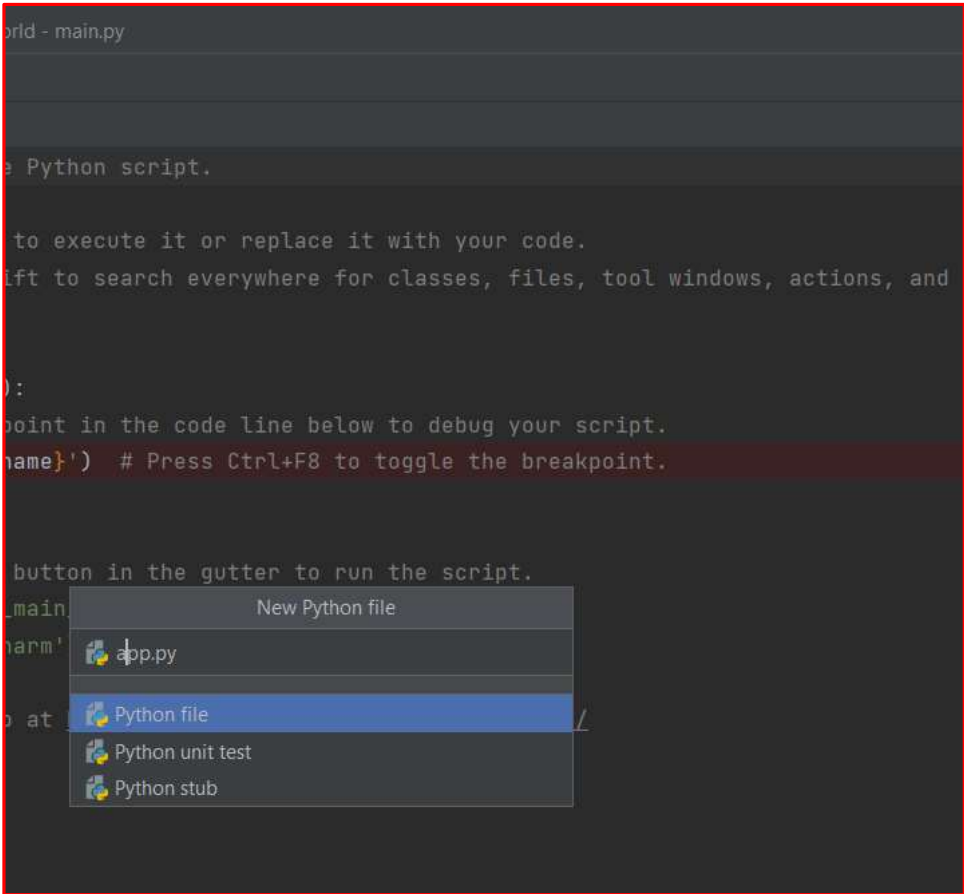 orld - main.py
e Python script.
to execute it or replace it with your code.
ift to search everywhere for classes, files, tool windows, actions, and
):
point in the code line below to debug your script.
name}')  # Press Ctrl+F8 to toggle the breakpoint.
button in the gutter to run the script.
_main_
New Python file
harm'
app.py
p at
Python file
/
Python unit test
Python stub